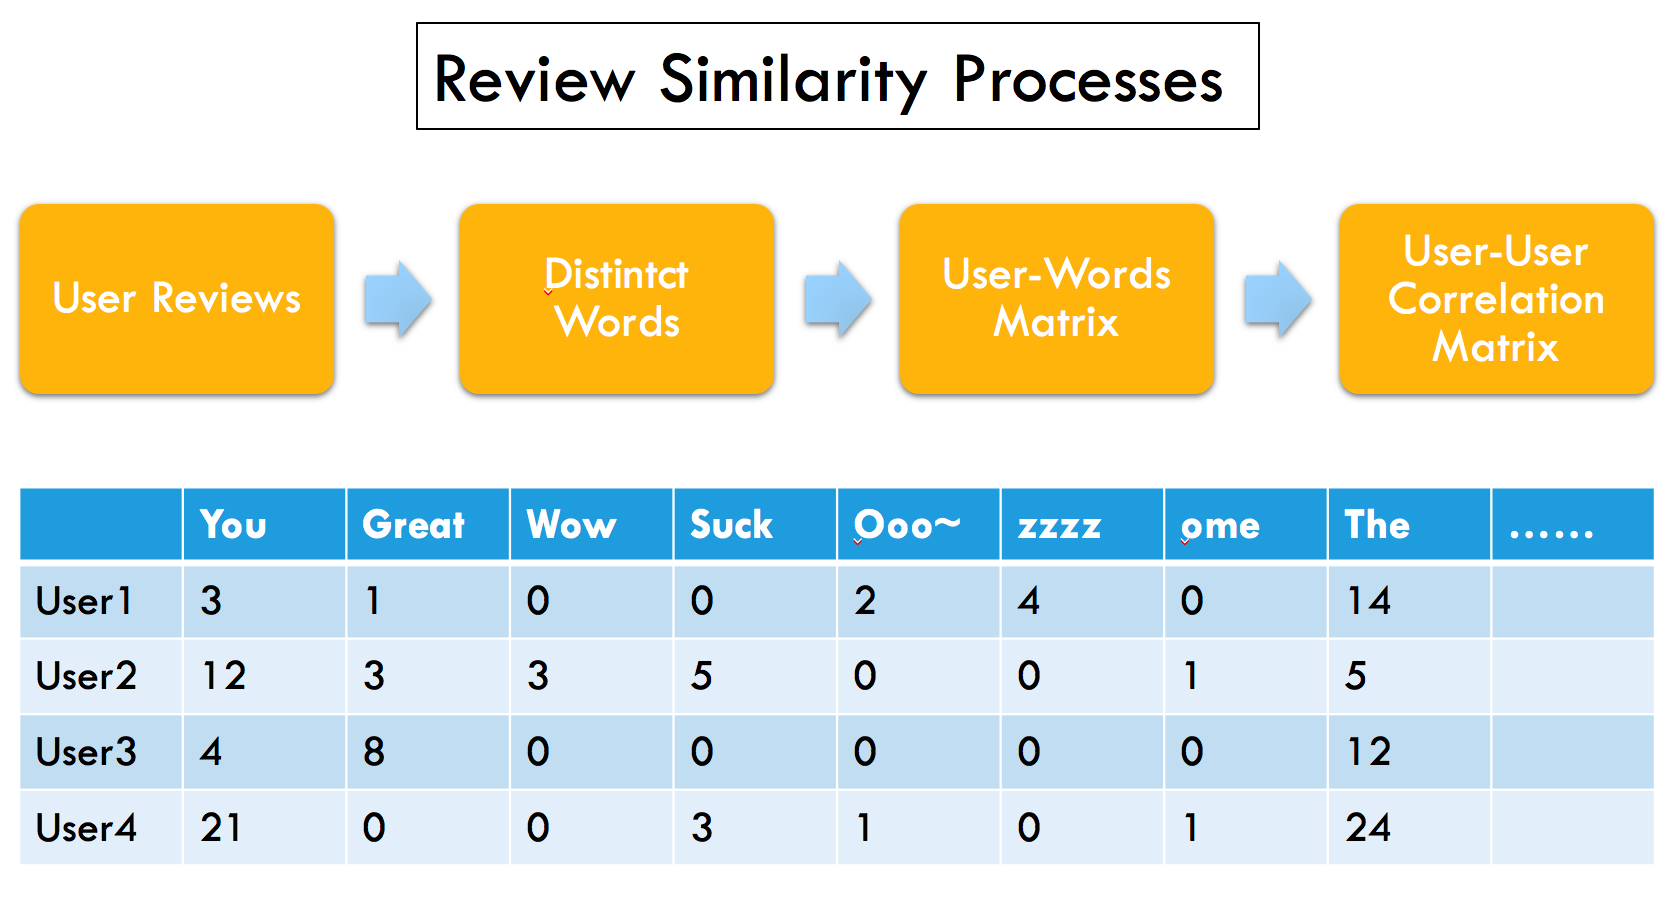 Review Similarity Processes
User Reviews
Distintct
Words
User-Words
Matrix
User-User
Correlation
Matrix
You Great Wow Suck Ooo~ zzzz ome The ......
User1 3 1 0 0 2 4 0 14
User2 12 3 3 5 0 0 1 5
User3 4 8 0 0 0 0 0 12
User4 21 0 0 3 1 0 1 24